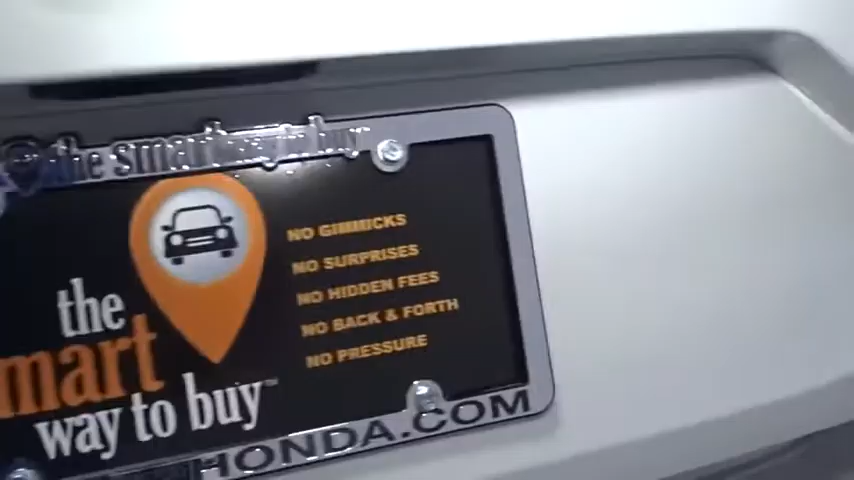 the smart way to buy
NO GIMMICKS
NO SURPRISES
NO HIDDEN FEES
NO BACK & FORTH
NO PRESSURE
the
mart
way to buy
HONDA.COM